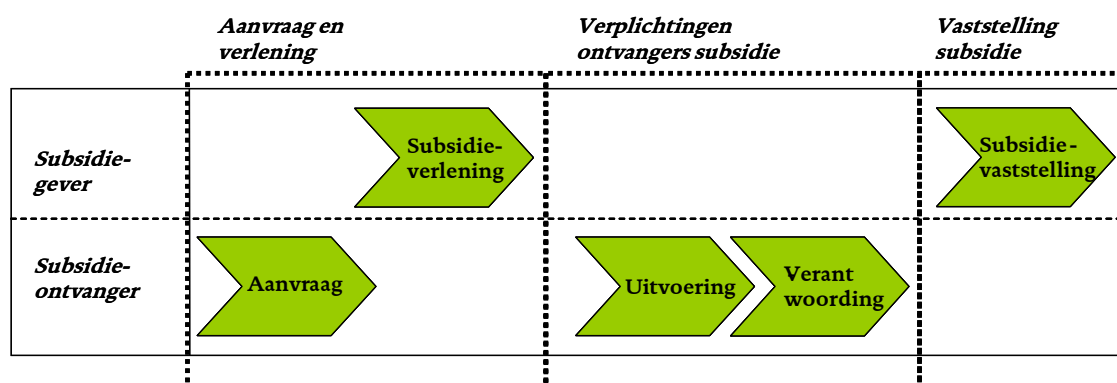 Aanvraag en
verlening
Verplichtingen
ontvangers subsidie
Vaststelling
subsidie
Subsidie-
gever
Subsidie-
verlening
Subsidie-
vaststelling
Subsidie-
ontvanger
Aanvraag
Uitvoering
Verant
woording